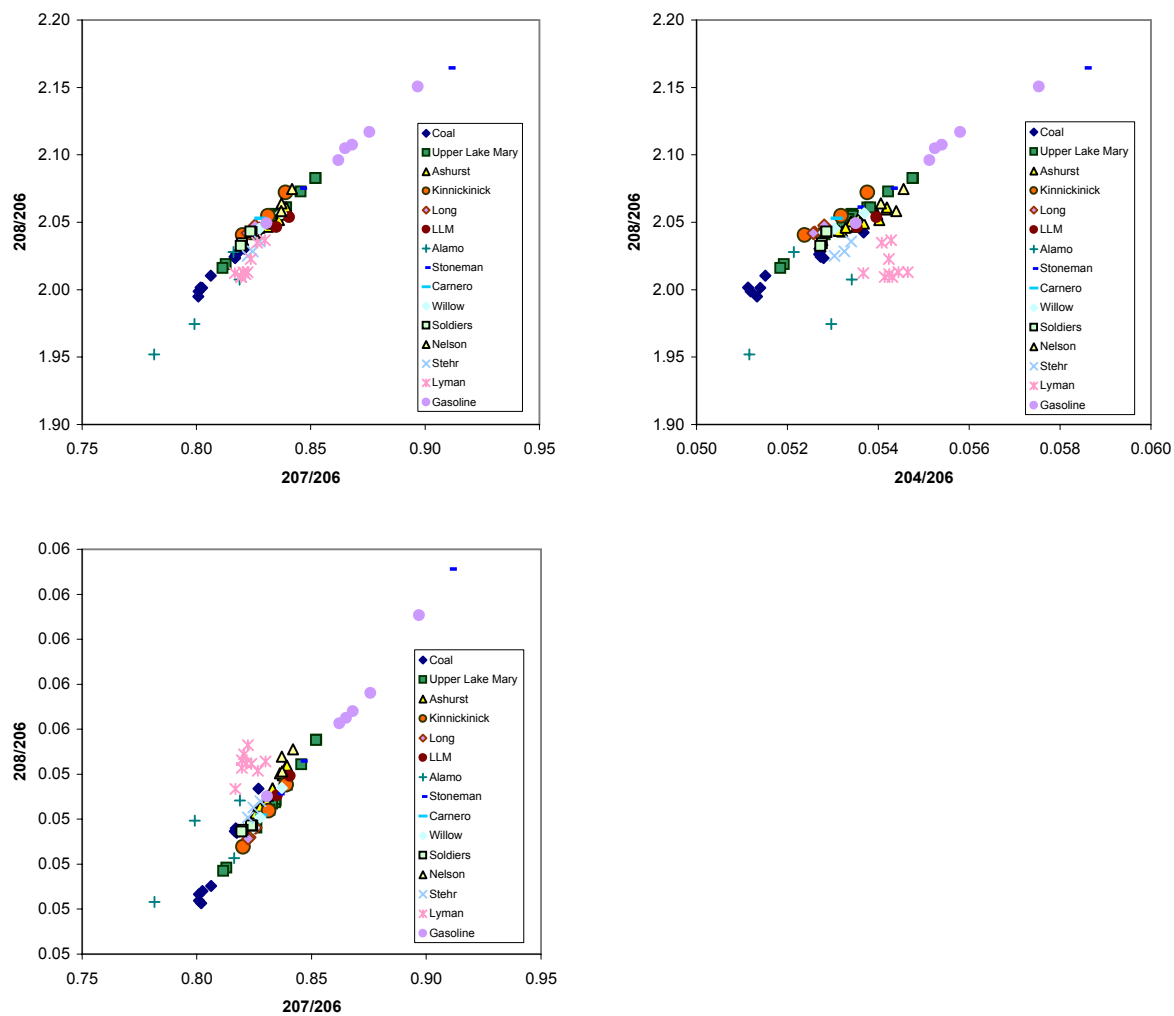 2.20
2.15
2.10
2.05
2.00
1.95
1.90
208/206
0.75
0.80
0.85
0.90
0.95
207/206
Coal
Upper Lake Mary
Ashurst
Kinnickinick
Long
LLM
Alamo
Stoneman
Carnero
Willow
Soldiers
Nelson
Stehr
Lyman
Gasoline
2.20
2.15
2.10
2.05
2.00
1.95
1.90
208/206
0.050
0.052
0.054
0.056
0.058
0.060
204/206
Coal
Upper Lake Mary
Ashurst
Kinnickinick
Long
LLM
Alamo
Stoneman
Carnero
Willow
Soldiers
Nelson
Stehr
Lyman
Gasoline
0.06
0.06
0.06
0.06
0.06
0.05
0.05
0.05
0.05
0.05
208/206
0.75
0.80
0.85
0.90
0.95
207/206
Coal
Upper Lake Mary
Ashurst
Kinnickinick
Long
LLM
Alamo
Stoneman
Carnero
Willow
Soldiers
Nelson
Stehr
Lyman
Gasoline